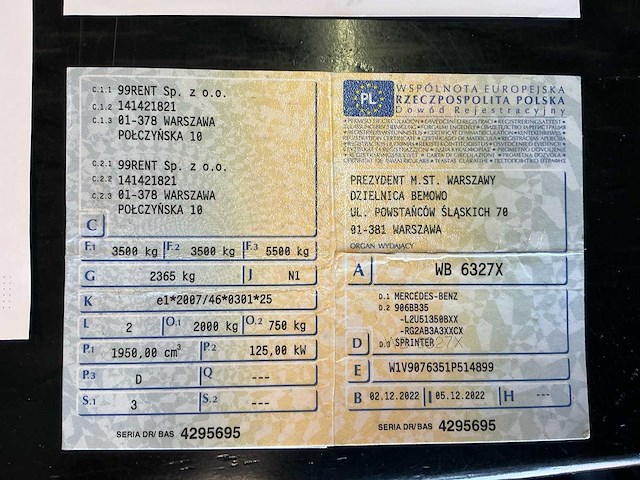 C.1.1 99RENT Sp. z o.o.
C.1.2 141421821
C.1.3 01-378 WARSZAWA
POŁCZYŃSKA 10
C.2.1 99RENT Sp. z o.o.
C.2.2 141421821
C.2.3 01-378 WARSZAWA
POŁCZYŃSKA 10
C
F.1 3500 kg F.2 3500 kg F.3 5500 kg
G 2365 kg J N1
K e1*2007/46*0301*25
L 2 O.1 2000 kg O.2 750 kg
P.1 1950,00 cm³ P.2 125,00 kW
P.3 D Q ---
S.1 3 S.2 ---
SERIA DR/ BAS 4295695
PL
WSPÓLNOTA EUROPEJSKA
RZECZPOSPOLITA POLSKA
Dowód Rejestracyjny
PREZYDENT M.ST. WARSZAWY
DZIELNICA BEMOWO
UL. POWSTAŃCÓW ŚLĄSKICH 70
01-381 WARSZAWA
ORGAN WYDAJĄCY
A WB 6327X
D.1 MERCEDES-BENZ
D.2 906BB35
-L2U51350BXX
-RG2AB3A3XXCX
D D.3 SPRINTER
E W1V9076351P514899
B 02.12.2022 I 05.12.2022 H ---
SERIA DR/ BAS 4295695